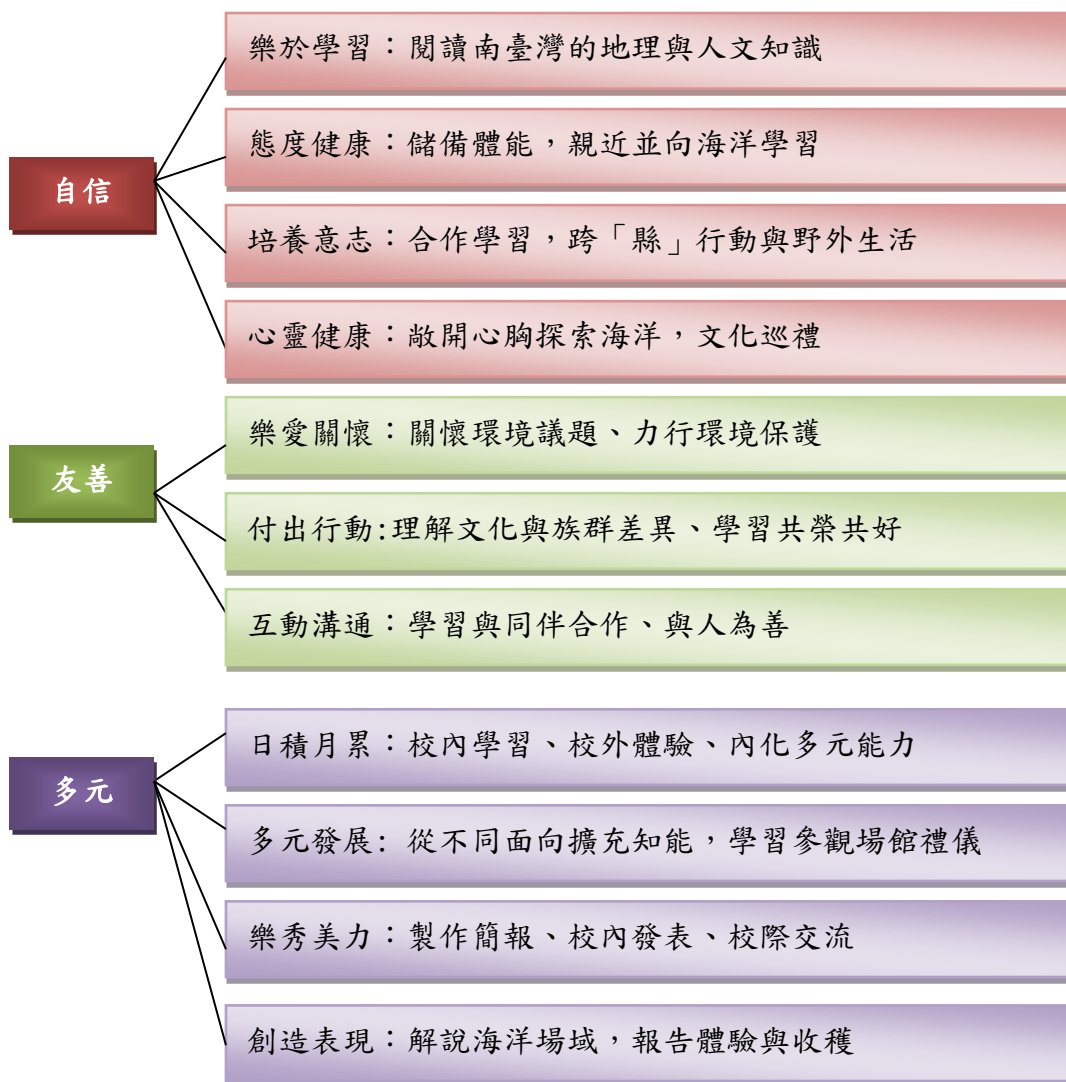 自信
樂於學習：閱讀南臺灣的地理與人文知識
態度健康：儲備體能，親近並向海洋學習
培養意志：合作學習，跨「縣」行動與野外生活
心靈健康：敞開心胸探索海洋，文化巡禮
友善
樂愛關懷：關懷環境議題、力行環境保護
付出行動:理解文化與族群差異、學習共榮共好
互動溝通：學習與同伴合作、與人為善
多元
日積月累：校內學習、校外體驗、內化多元能力
多元發展: 從不同面向擴充知能，學習參觀場館禮儀
樂秀美力：製作簡報、校內發表、校際交流
創造表現：解說海洋場域，報告體驗與收穫